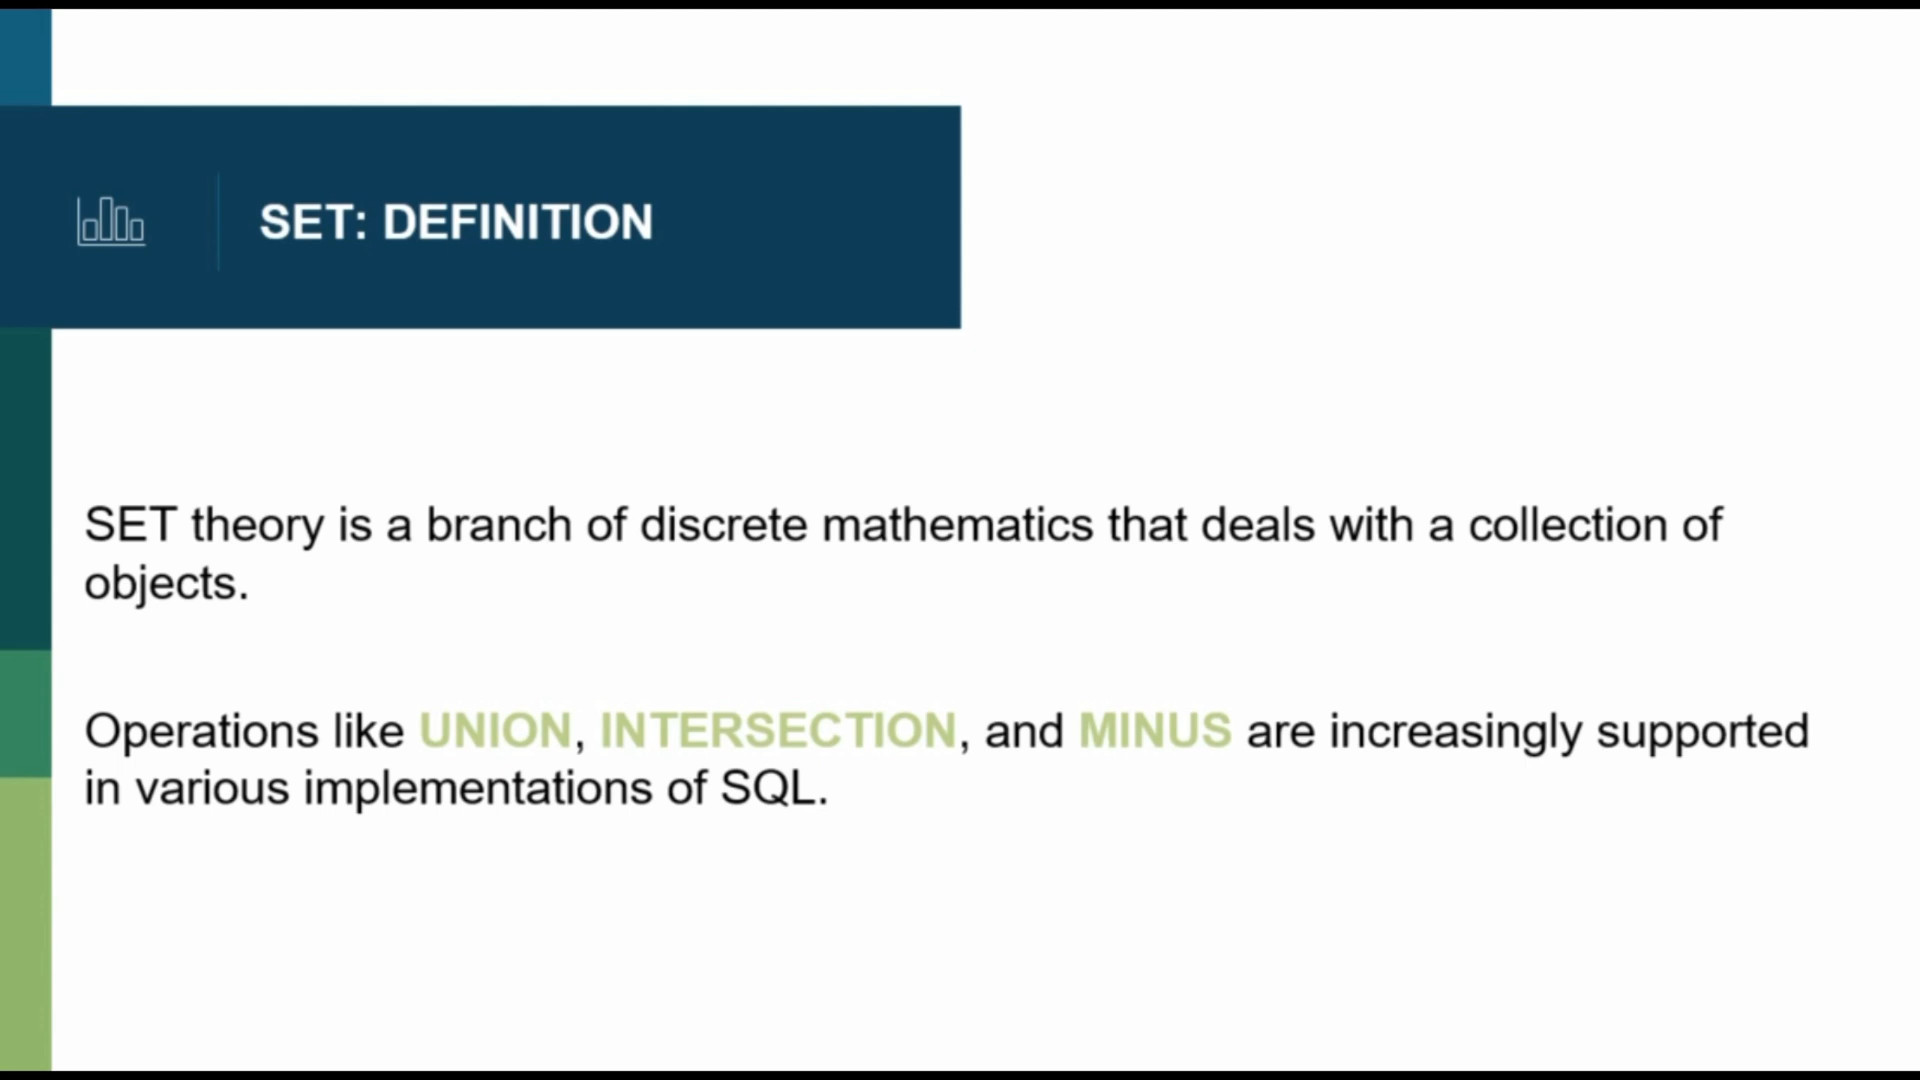 SET: DEFINITION
SET theory is a branch of discrete mathematics that deals with a collection of
objects.
Operations like UNION, INTERSECTION, and MINUS are increasingly supported
in various implementations of SQL.